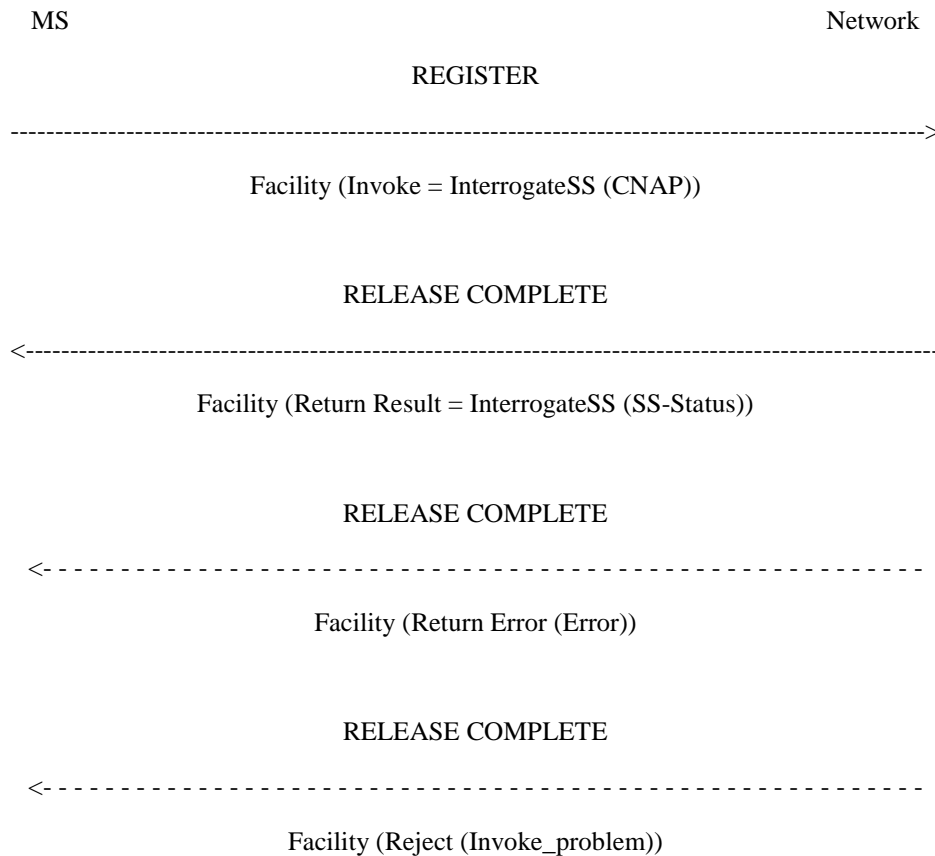 MS Network
REGISTER
Facility (Invoke = InterrogateSS (CNAP))
RELEASE COMPLETE
Facility (Return Result = InterrogateSS (SS-Status))
RELEASE COMPLETE
Facility (Return Error (Error))
RELEASE COMPLETE
Facility (Reject (Invoke_problem))